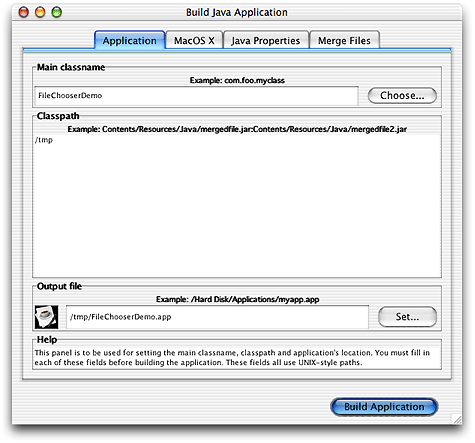 Build Java Application
Application MacOS X Java Properties Merge Files
Main classname
Example: com.foo.myclass
FileChooserDemo Choose...
Classpath
Example: Contents/Resources/Java/mergedfile.jar:Contents/Resources/Java/mergedfile2.jar
/tmp
Output file
Example: /Hard Disk/Applications/myapp.app
/tmp/FileChooserDemo.app Set...
Help
This panel is to be used for setting the main classname, classpath and application's location. You must fill in
each of these fields before building the application. These fields all use UNIX-style paths.
Build Application